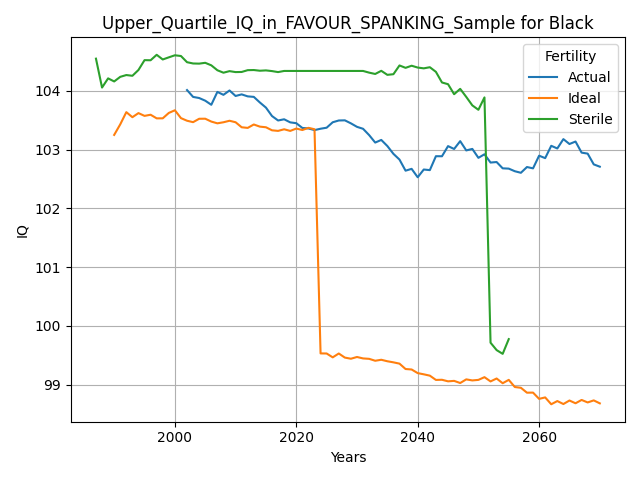 Upper_Quartile_IQ_in_FAVOUR_SPANKING_Sample for Black
Fertility
Actual
Ideal
Sterile
IQ
104
103
102
101
100
99
2000
2020
2040
2060
Years